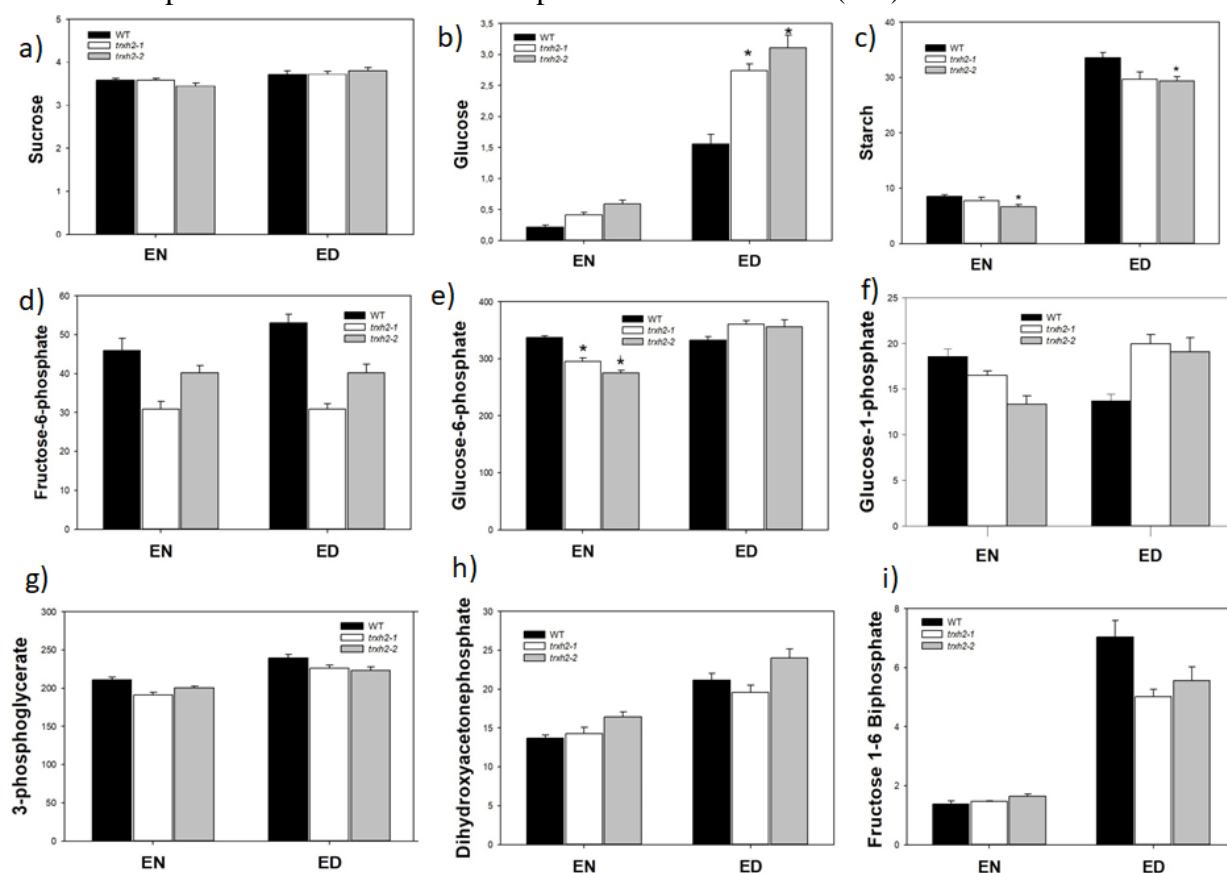 a)
Sucrose
5
4
3
2
1
0
WT
trxh2-1
trxh2-2
EN
ED
b)
Glucose
3,5
3,0
2,5
2,0
1,5
1,0
0,5
0,0
WT
trxh2-1
trxh2-2
*
*
EN
ED
c)
Starch
40
30
20
10
0
WT
trxh2-1
trxh2-2
*
*
EN
ED
d)
Fructose-6-phosphate
60
50
40
30
20
10
0
WT
trxh2-1
trxh2-2
EN
ED
e)
Glucose-6-phosphate
400
300
200
100
0
WT
trxh2-1
trxh2-2
*
*
EN
ED
f)
Glucose-1-phosphate
25
20
15
10
5
0
WT
trxh2-1
trxh2-2
EN
ED
g)
3-phosphoglycerate
300
250
200
150
100
50
0
WT
trxh2-1
trxh2-2
EN
ED
h)
Dihydroxyacetonephosphate
30
25
20
15
10
5
0
WT
trxh2-1
trxh2-2
EN
ED
i)
Fructose 1-6 Biphosphate
8
6
4
2
0
WT
trxh2-1
trxh2-2
EN
ED